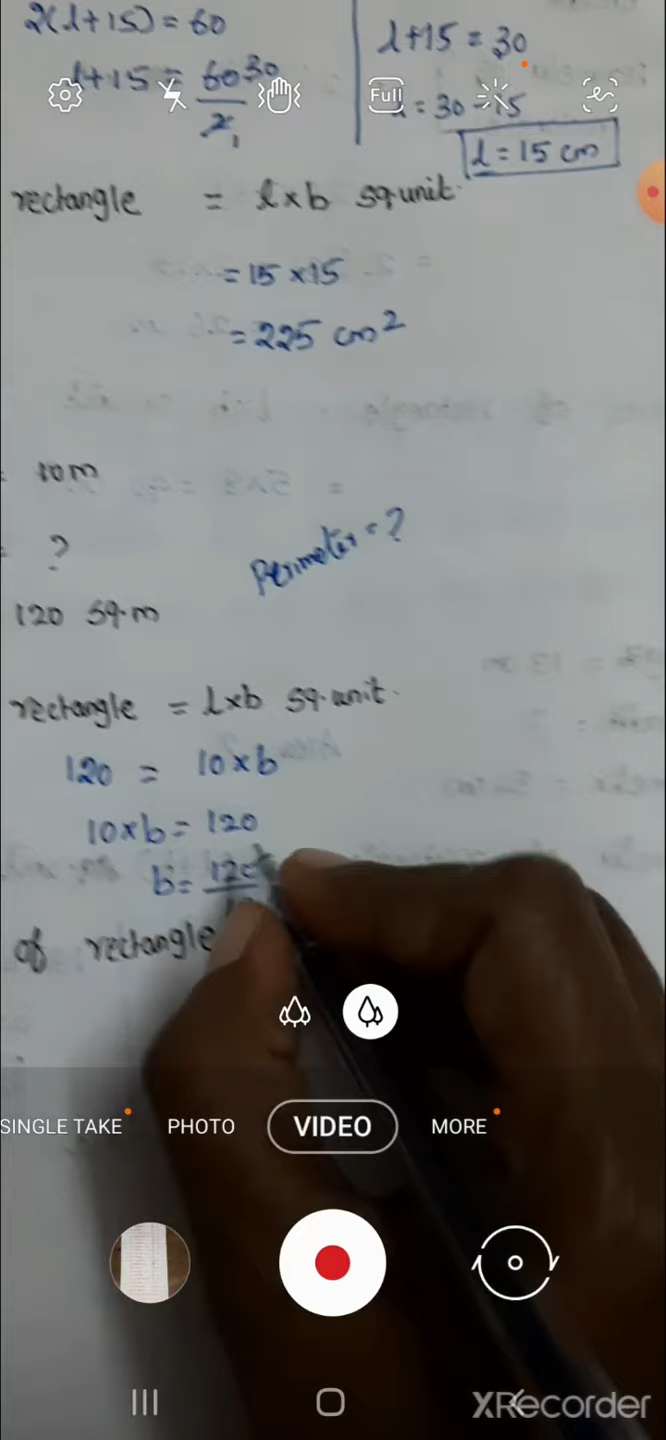 2(l+15) = 60
l+15 = 60 30
2 1
l+15 = 30
l = 30 - 15
l = 15 cm
Full
rectangle = l×b sq.unit.
= 15 ×15
= 225 cm²
= 10m
= ?
Perimeter = ?
120 sq.m
rectangle = l×b sq.unit.
120 = 10×b
10×b = 120
b = 120
of rectangle
SINGLE TAKE PHOTO VIDEO MORE
XRecorder